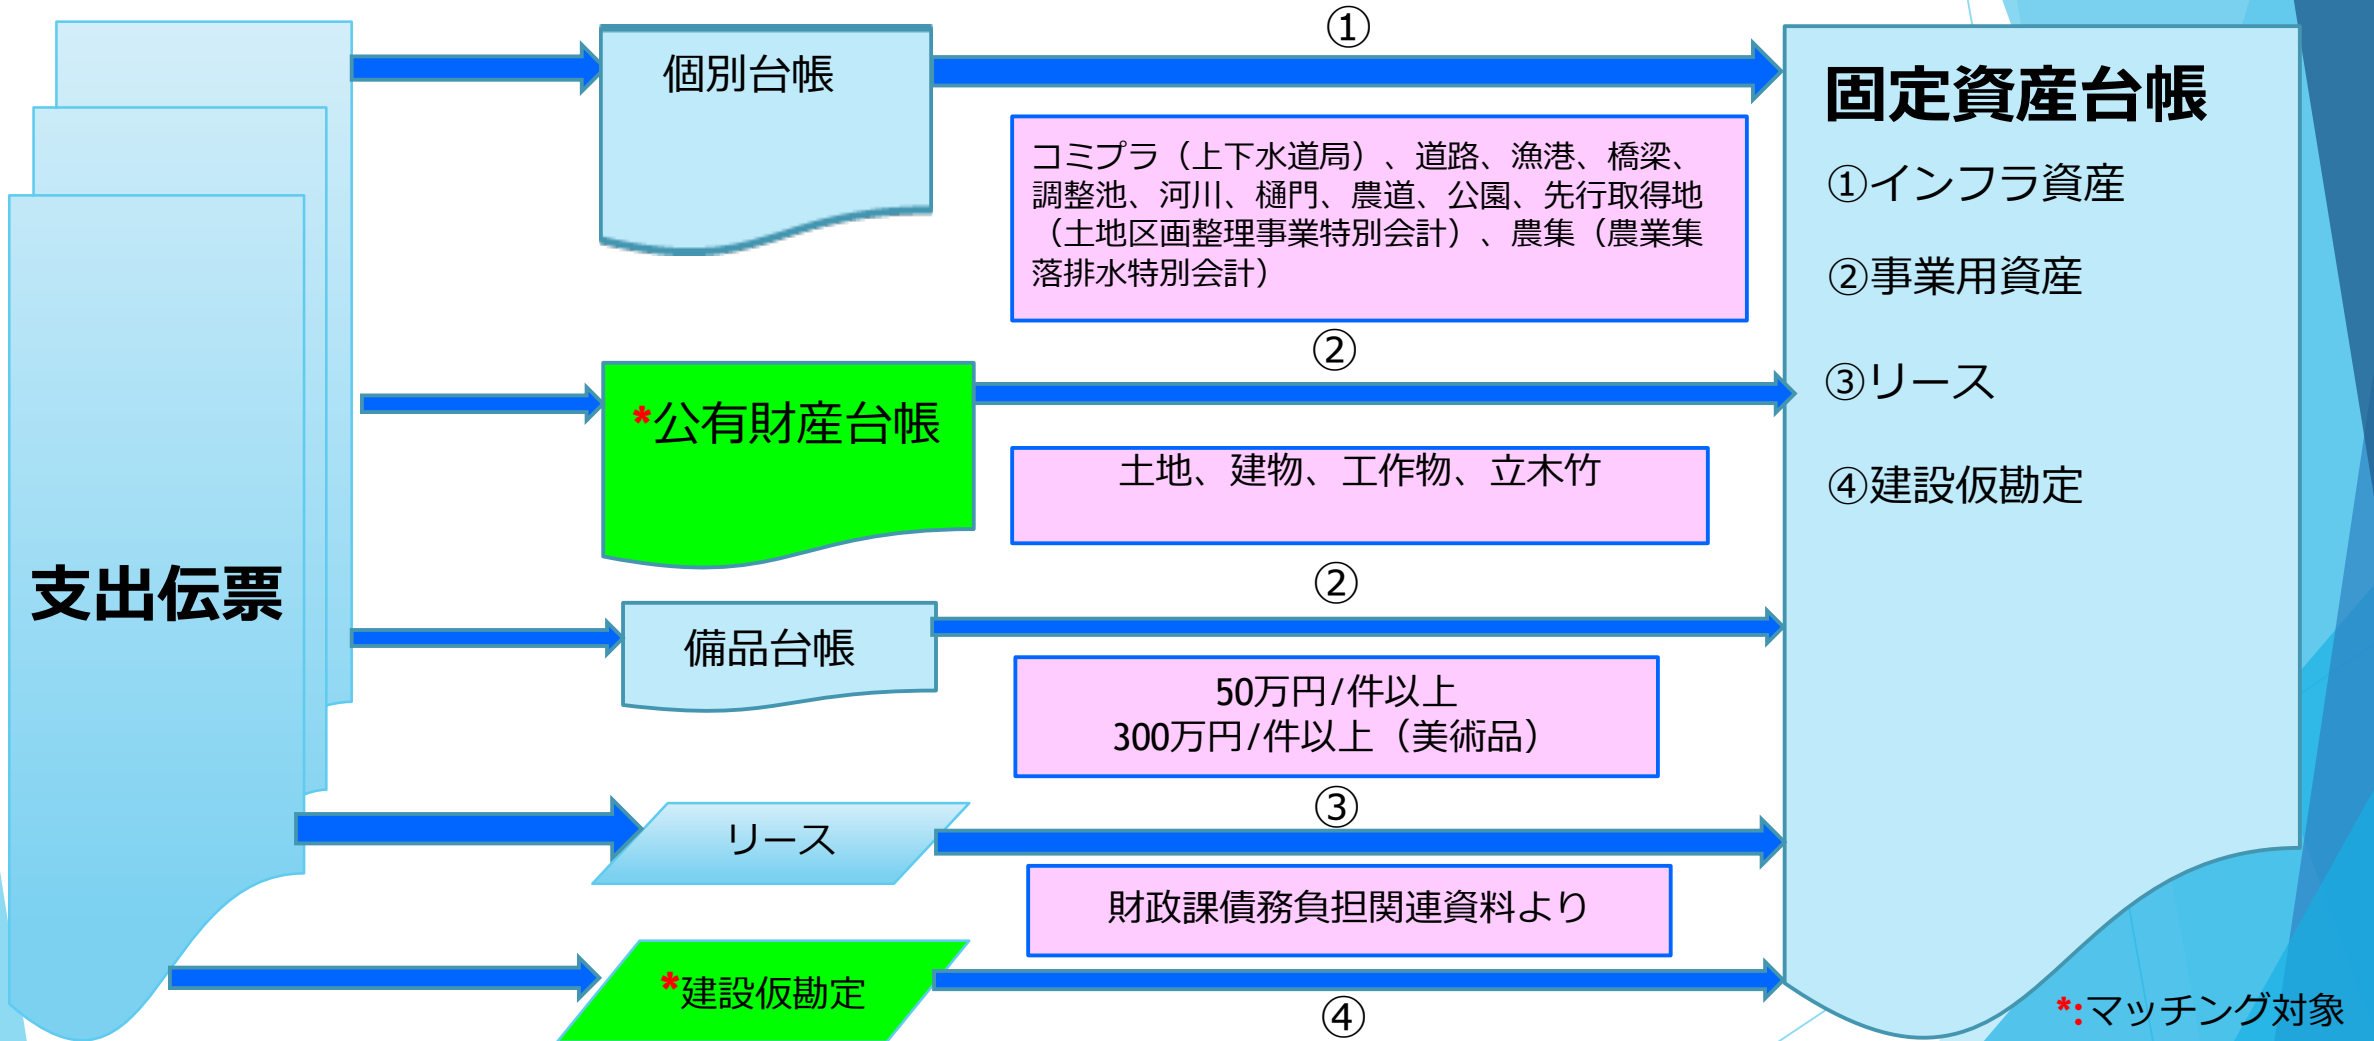 支出伝票
個別台帳
①
コミプラ（上下水道局）、道路、漁港、橋梁、
調整池、河川、樋門、農道、公園、先行取得地
（土地区画整理事業特別会計）、農集（農業集
落排水特別会計）
②
*公有財産台帳
土地、建物、工作物、立木竹
②
備品台帳
50万円/件以上
300万円/件以上（美術品）
③
リース
財政課債務負担関連資料より
*建設仮勘定
④
固定資産台帳
①インフラ資産
②事業用資産
③リース
④建設仮勘定
*:マッチング対象